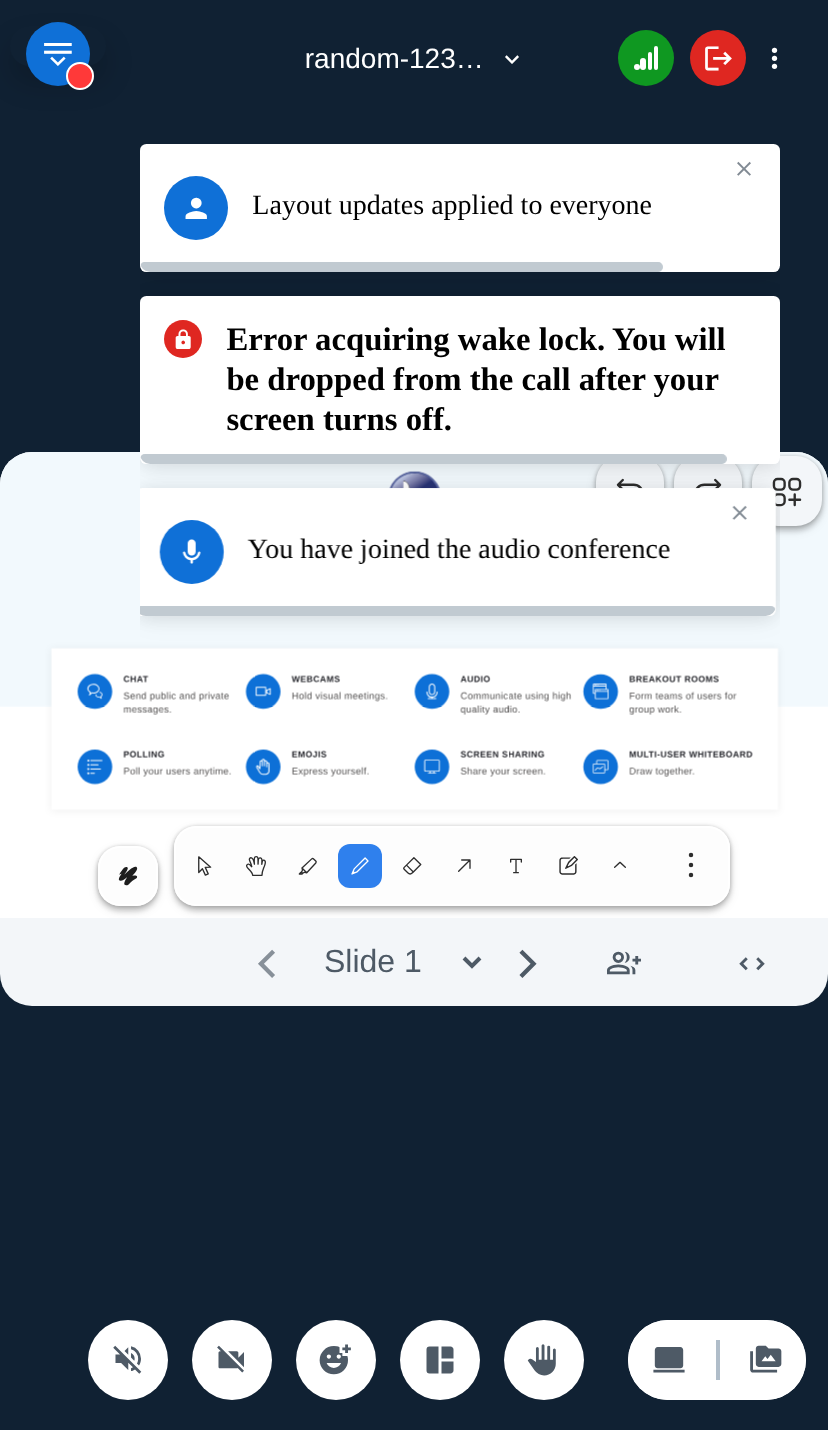 random-123…
Layout updates applied to everyone
Error acquiring wake lock. You will
be dropped from the call after your
screen turns off.
You have joined the audio conference
CHAT
Send public and private
messages.
WEBCAMS
Hold visual meetings.
AUDIO
Communicate using high
quality audio.
BREAKOUT ROOMS
Form teams of users for
group work.
POLLING
Poll your users anytime.
EMOJIS
Express yourself.
SCREEN SHARING
Share your screen.
MULTI-USER WHITEBOARD
Draw together.
T
Slide 1